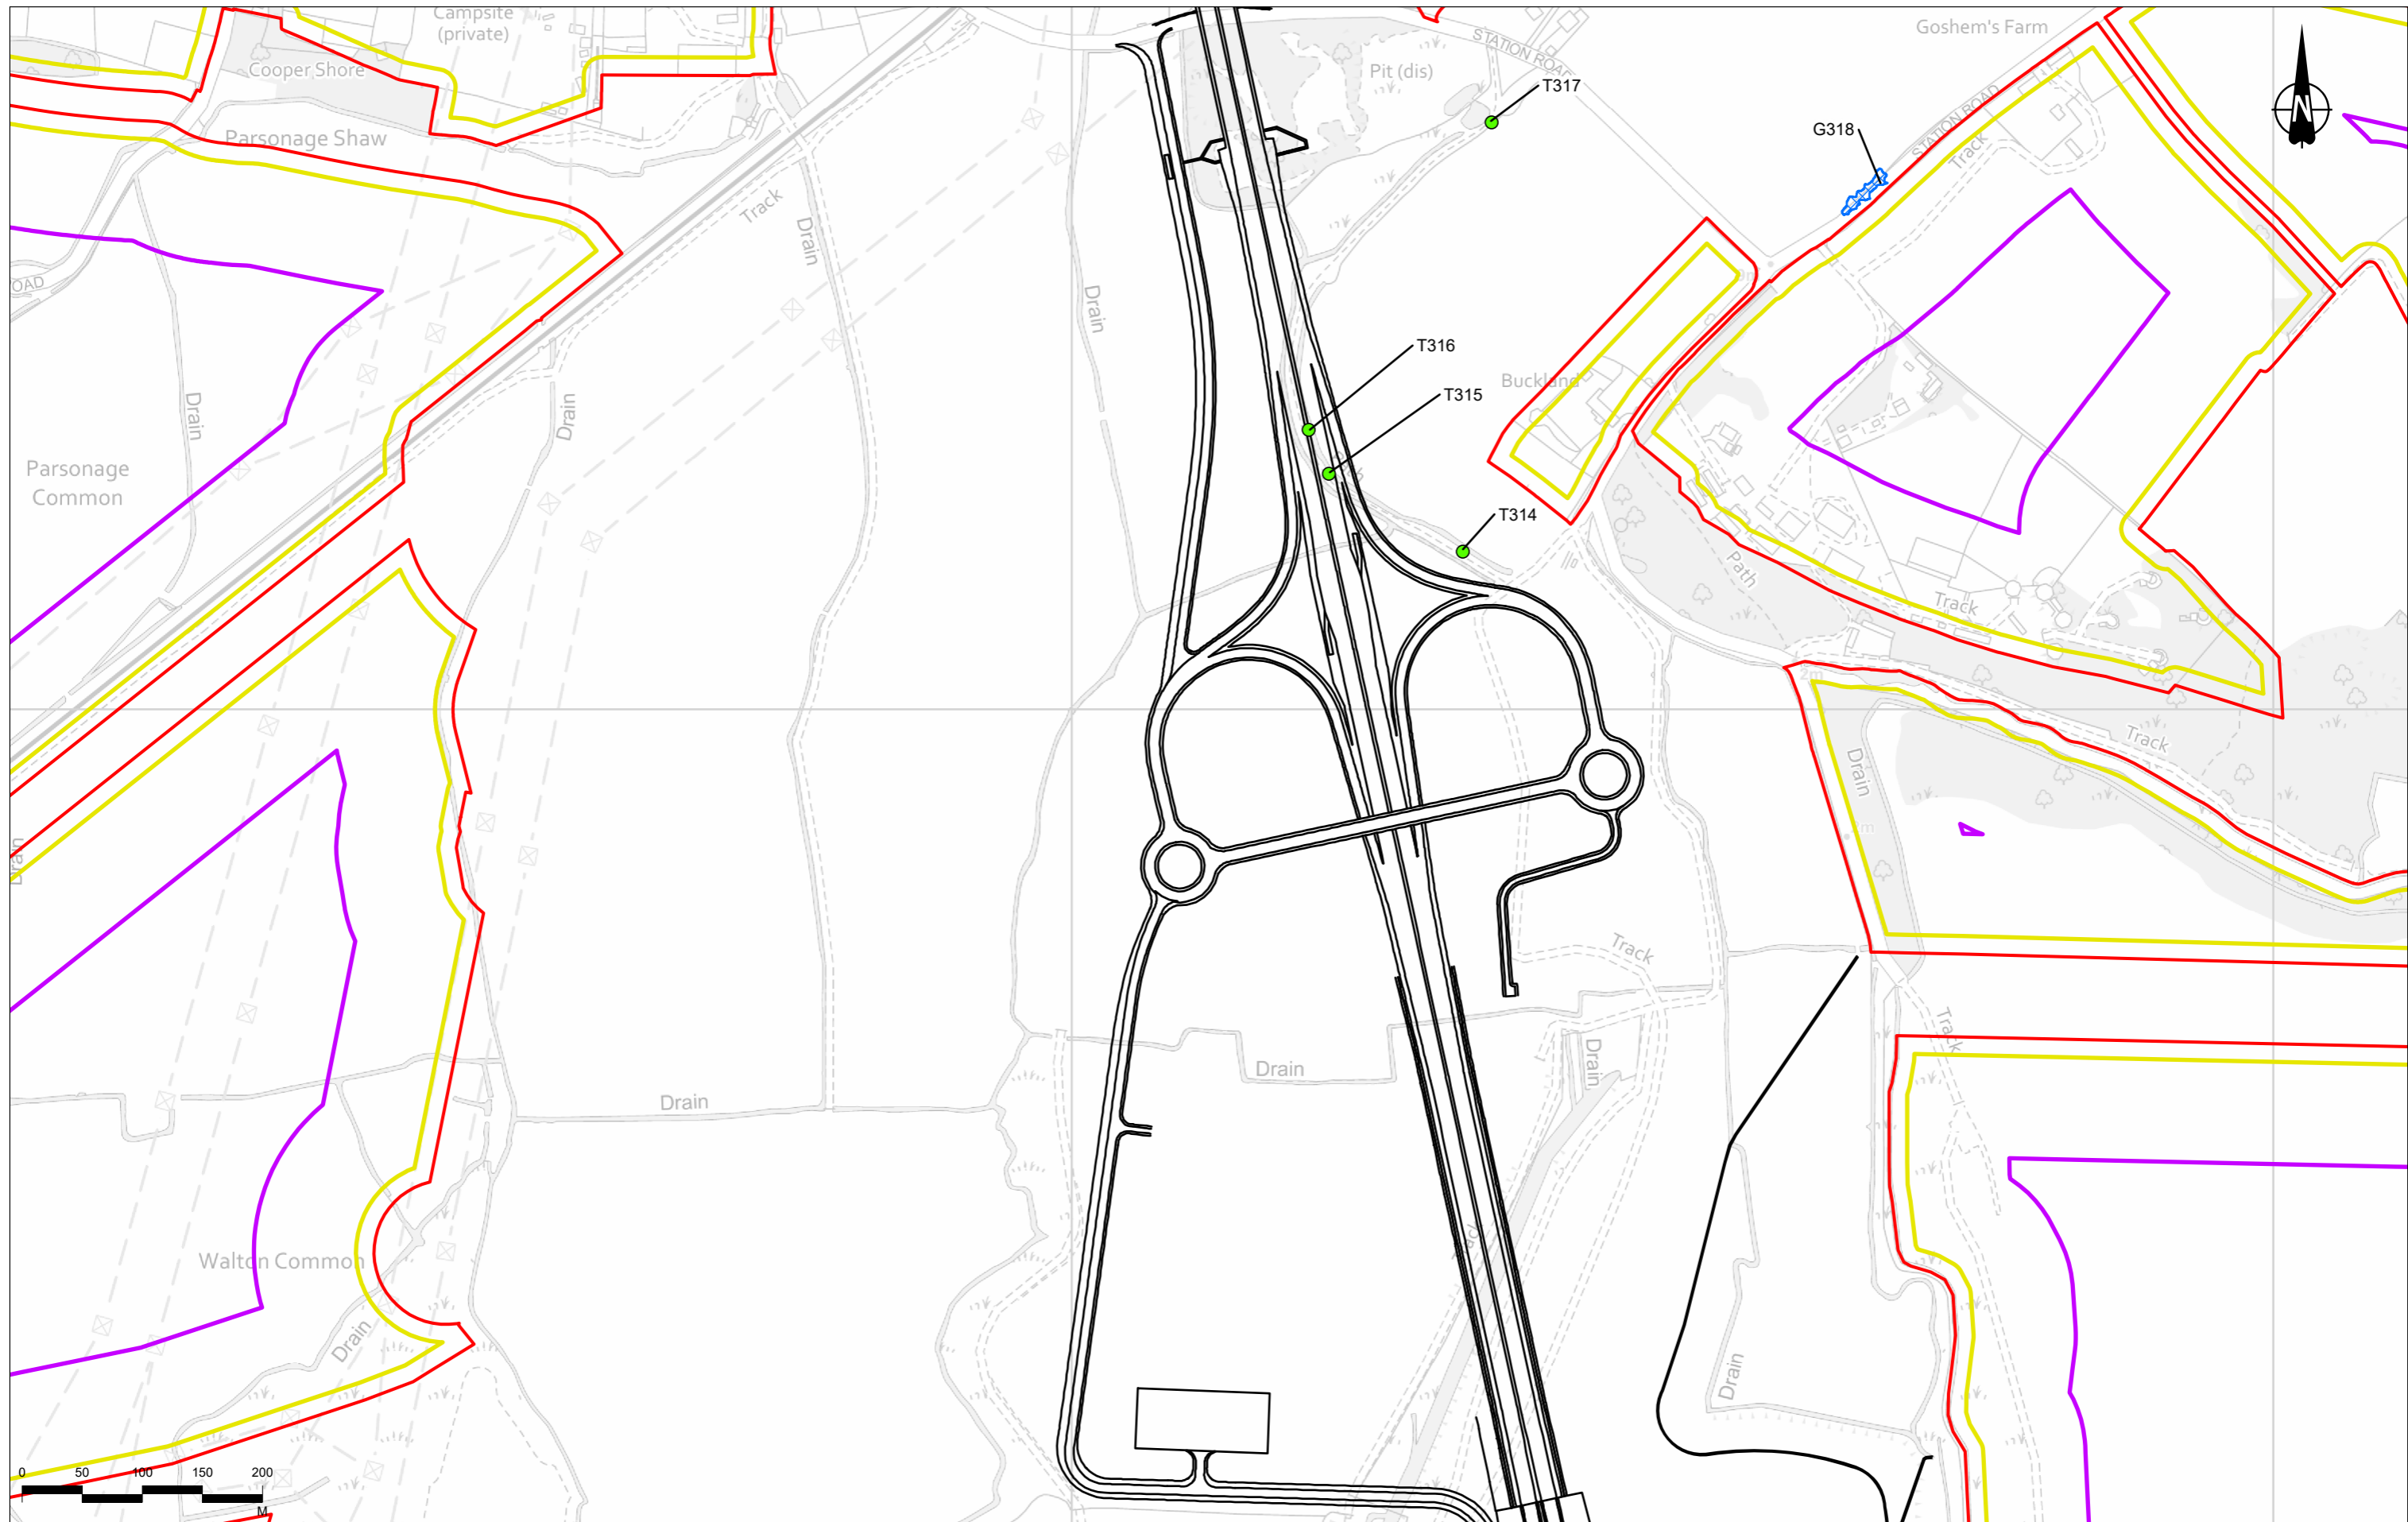 Campsite
(private)
Cooper Shore
Parsonage Shaw
Pit (dis)
STATION ROAD
Goshem's Farm
N
T317
G318
STATION ROAD
Track
Track
Drain
Drain
OAD
Drain
Drain
T316
T315
Buckland
Parsonage
Common
T314
Path
Track
2m
Track
Drain
Drain
Track
Track
Drain
Drain
Drain
Walton Common
Track
Drain
Drain
0 50 100 150 200
M